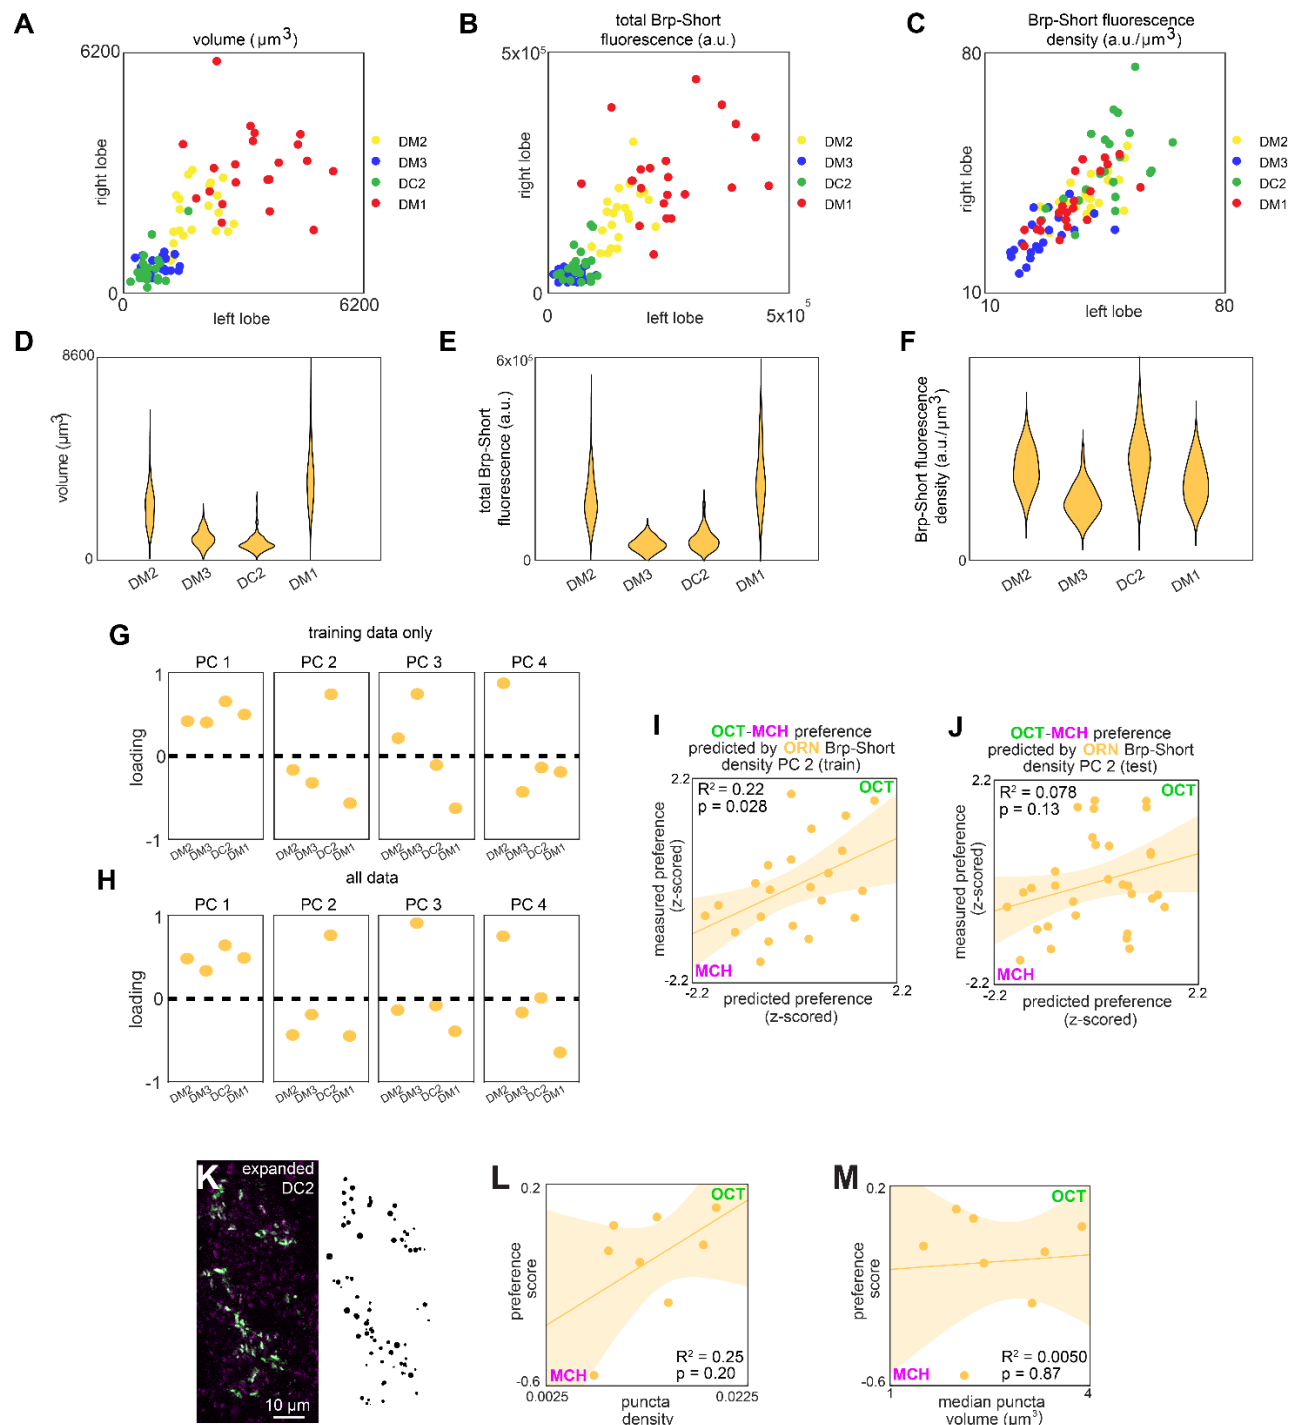 A
volume (µm3)
6200
right lobe
0
0
6200
left lobe
DM2
DM3
DC2
DM1
B
total Brp-Short
fluorescence (a.u.)
5x10^5
right lobe
0
0
5x10^5
left lobe
DM2
DM3
DC2
DM1
C
Brp-Short fluorescence
density (a.u./µm3)
80
right lobe
10
10
80
left lobe
DM2
DM3
DC2
DM1
D
8600
volume (µm3)
0
DM2
DM3
DC2
DM1
E
6x10^5
total Brp-Short
fluorescence (a.u.)
0
DM2
DM3
DC2
DM1
F
Brp-Short fluorescence
density (a.u./µm3)
0
DM2
DM3
DC2
DM1
G
training data only
PC 1
PC 2
PC 3
PC 4
1
loading
0
-1
DM2 DM3 DC2 DM1
DM2 DM3 DC2 DM1
DM2 DM3 DC2 DM1
DM2 DM3 DC2 DM1
H
all data
PC 1
PC 2
PC 3
PC 4
1
loading
0
-1
DM2 DM3 DC2 DM1
DM2 DM3 DC2 DM1
DM2 DM3 DC2 DM1
DM2 DM3 DC2 DM1
I
OCT-MCH preference
predicted by ORN Brp-Short
density PC 2 (train)
2.2
R2 = 0.22
p = 0.028
OCT
measured preference
(z-scored)
MCH
-2.2
-2.2
2.2
predicted preference
(z-scored)
J
OCT-MCH preference
predicted by ORN Brp-Short
density PC 2 (test)
2.2
R2 = 0.078
p = 0.13
OCT
measured preference
(z-scored)
MCH
-2.2
-2.2
2.2
predicted preference
(z-scored)
K
expanded
DC2
10 µm
L
0.2
OCT
preference
score
R2 = 0.25
p = 0.20
MCH
-0.6
0.0025
0.0225
puncta
density
M
0.2
OCT
preference
score
R2 = 0.0050
p = 0.87
MCH
-0.6
1
4
median puncta
volume (µm3)